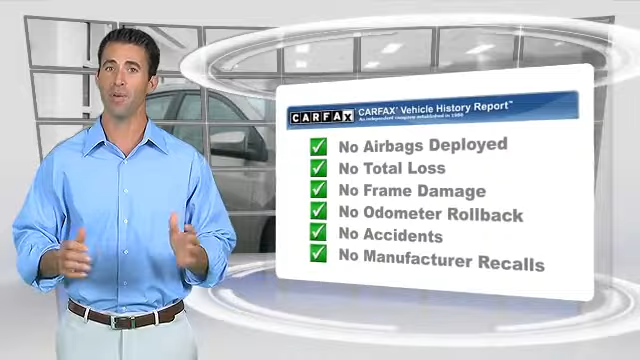 CARFAX CARFAX® Vehicle History Report™
An independent company established in 1986
No Airbags Deployed
No Total Loss
No Frame Damage
No Odometer Rollback
No Accidents
No Manufacturer Recalls